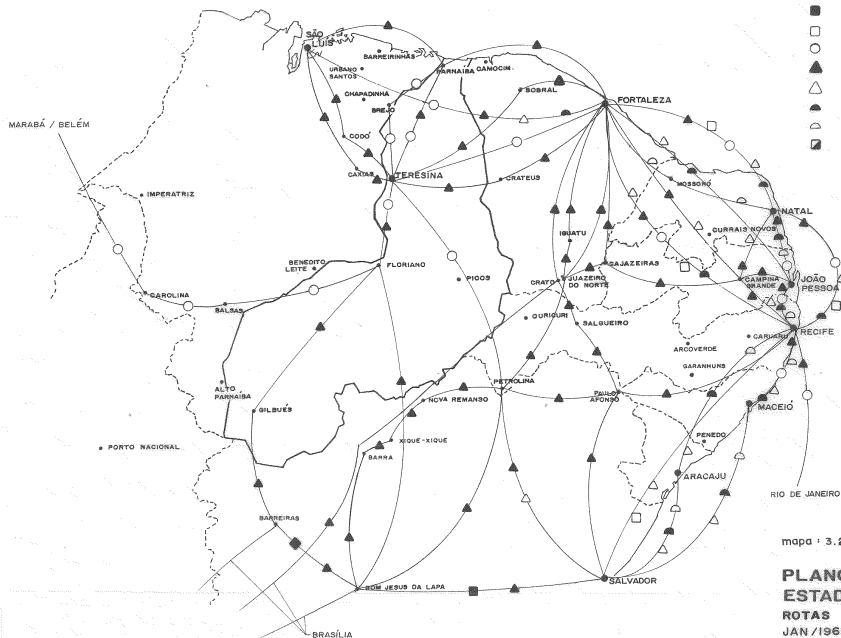 SÃO
LUIS
BARREIRINHAS
URBANO
SANTOS
PARNAIBA
CAMOCIM
CHAPADINHA
SOBRAL
BREJO
FORTALEZA
MARABÁ / BELÉM
CODÓ
CAXIAS
TERESINA
CRATEUS
MOSSORÓ
IMPERATRIZ
NATAL
CURRAIS NOVOS
IGUATU
BENEDITO
LEITE
FLORIANO
PICOS
CAJAZEIRAS
CRATO
JUAZEIRO
DO NORTE
CAMPINA
GRANDE
JOÃO
PESSOA
CAROLINA
BALSAS
OURICURI
SALGUEIRO
RECIFE
CARUARU
ARCOVERDE
GARANHUNS
ALTO
PARNAÍBA
PETROLINA
PAULO
AFONSO
NOVA REMANSO
GILBUÉS
MACEIÓ
XIQUE-XIQUE
BARRA
PENEDO
PORTO NACIONAL
ARACAJU
RIO DE JANEIRO
BARREIRAS
mapa : 3.2
BOM JESUS DA LAPA
SALVADOR
PLANO
ESTAD
ROTAS
JAN/196
BRASÍLIA